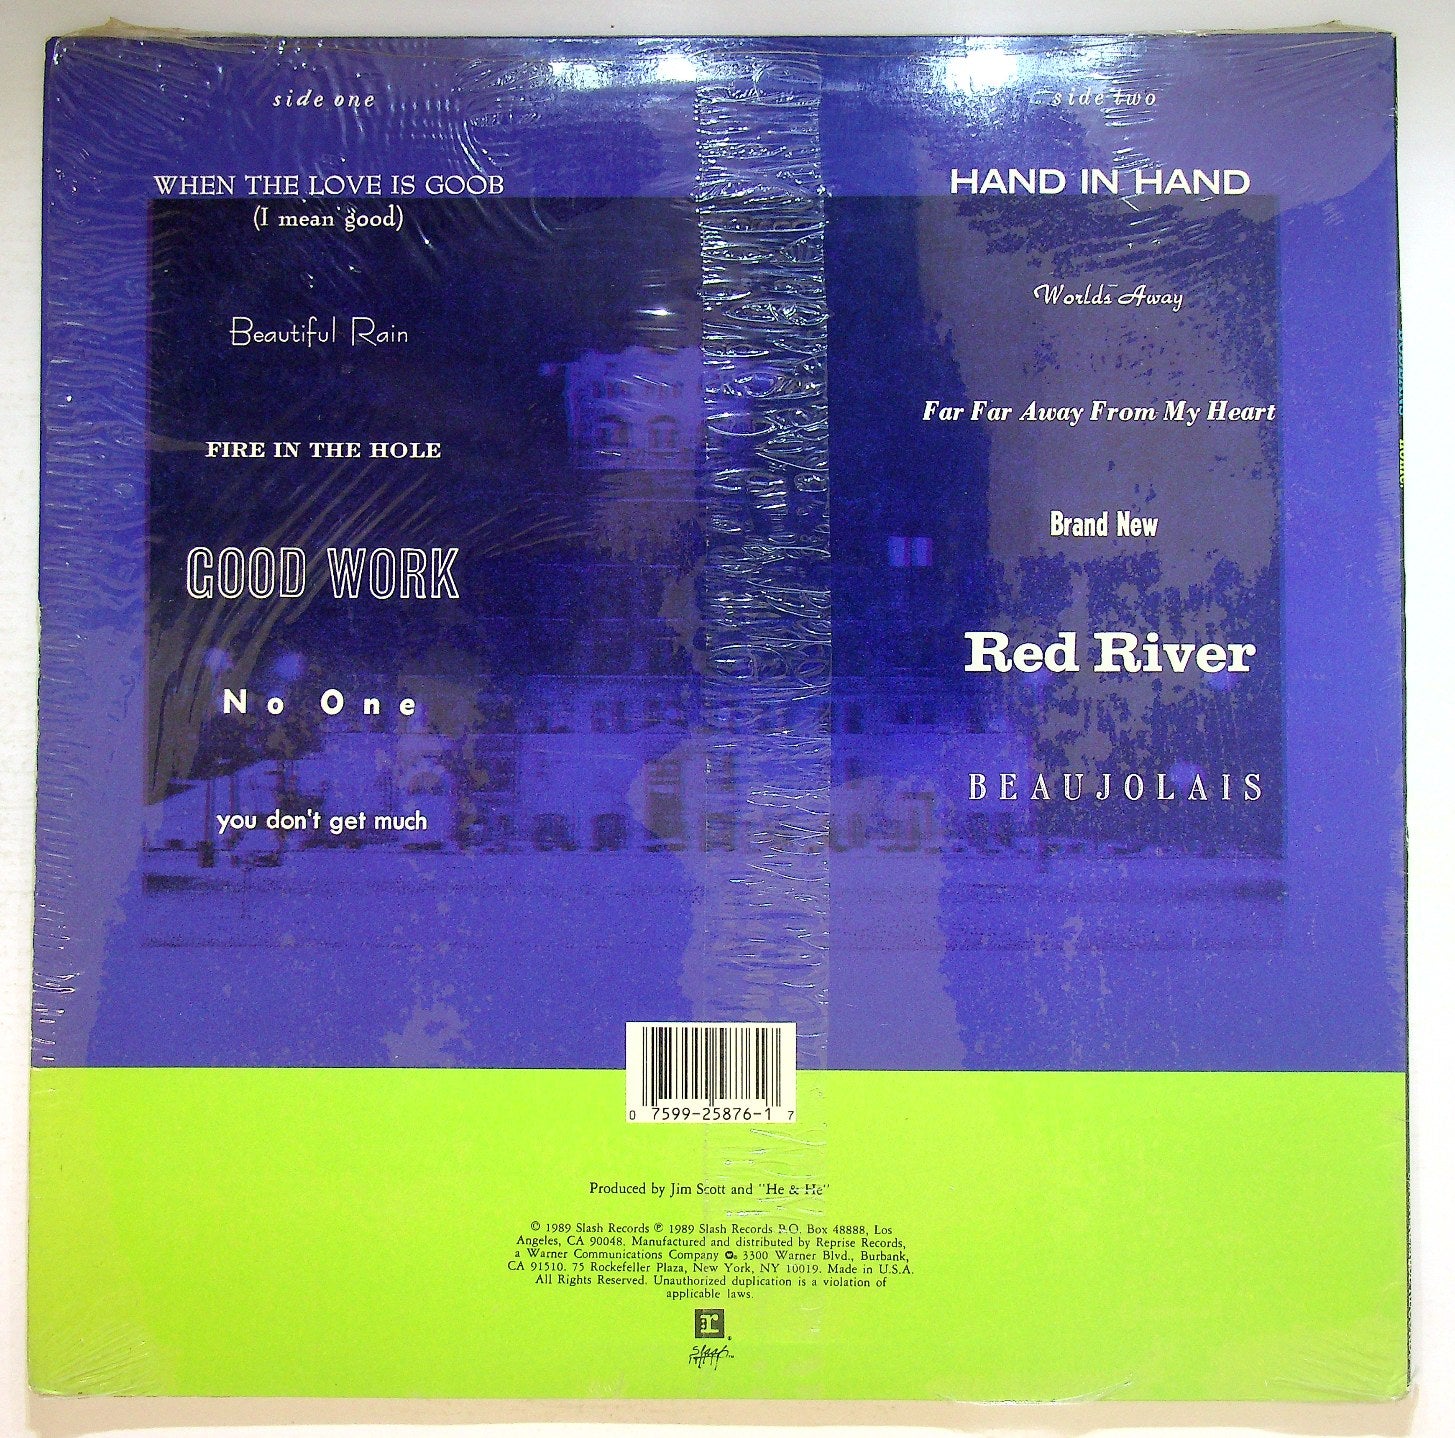 side one
WHEN THE LOVE IS GOOB
(I mean good)
Beautiful Rain
FIRE IN THE HOLE
GOOD WORK
No One
you don't get much
side two
HAND IN HAND
Worlds Away
Far Far Away From My Heart
Brand New
Red River
BEAUJOLAIS
0 7599-25876-1 7
Produced by Jim Scott and "He & He"
© 1989 Slash Records ℗ 1989 Slash Records P.O. Box 48888, Los
Angeles, CA 90048. Manufactured and distributed by Reprise Records,
a Warner Communications Company 3300 Warner Blvd., Burbank,
CA 91510. 75 Rockefeller Plaza, New York, NY 10019. Made in U.S.A.
All Rights Reserved. Unauthorized duplication is a violation of
applicable laws.
r
Slash™